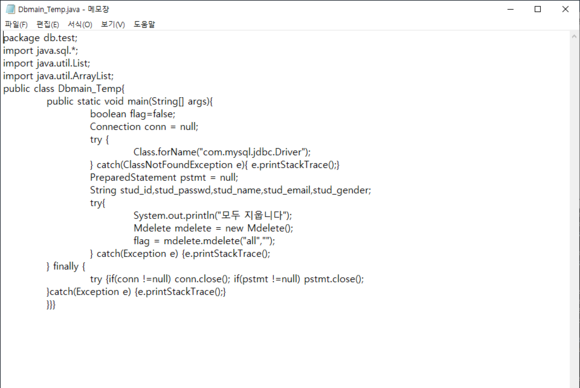 Dbmain_Temp.java - 메모장
파일(F) 편집(E) 서식(O) 보기(V) 도움말
package db.test;
import java.sql.*;
import java.util.List;
import java.util.ArrayList;
public class Dbmain_Temp{
public static void main(String[] args){
boolean flag=false;
Connection conn = null;
try {
Class.forName("com.mysql.jdbc.Driver");
} catch(ClassNotFoundException e){ e.printStackTrace();}
PreparedStatement pstmt = null;
String stud_id,stud_passwd,stud_name,stud_email,stud_gender;
try{
System.out.println("모두 지웁니다");
Mdelete mdelete = new Mdelete();
flag = mdelete.mdelete("all","");
} catch(Exception e) {e.printStackTrace();
} finally {
try {if(conn !=null) conn.close(); if(pstmt !=null) pstmt.close();
}catch(Exception e) {e.printStackTrace();}
}}}